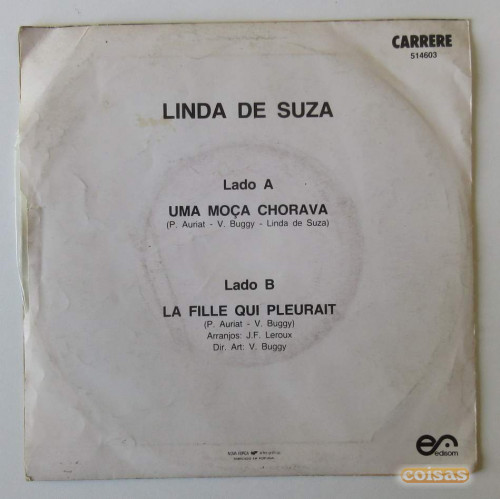 CARRERE
514603
LINDA DE SUZA
Lado A
UMA MOÇA CHORAVA
(P. Auriat - V. Buggy - Linda de Suza)
Lado B
LA FILLE QUI PLEURAIT
(P. Auriat - V. Buggy)
Arranjos: J.F. Leroux
Dir. Art: V. Buggy
edisom
coisas